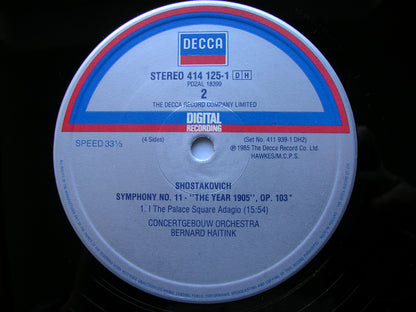 DECCA
STEREO 414 125-1 D H
PDZAL 18399
2
THE DECCA RECORD COMPANY LIMITED
DIGITAL
RECORDING
SPEED 33⅓
(4 Sides)
(Set No. 411 939-1 DH2)
℗ 1985 The Decca Record Co. Ltd.
HAWKES/M.C.P.S.
SHOSTAKOVICH
SYMPHONY NO. 11 - "THE YEAR 1905", OP. 103
1. I The Palace Square Adagio (15:54)
CONCERTGEBOUW ORCHESTRA
BERNARD HAITINK